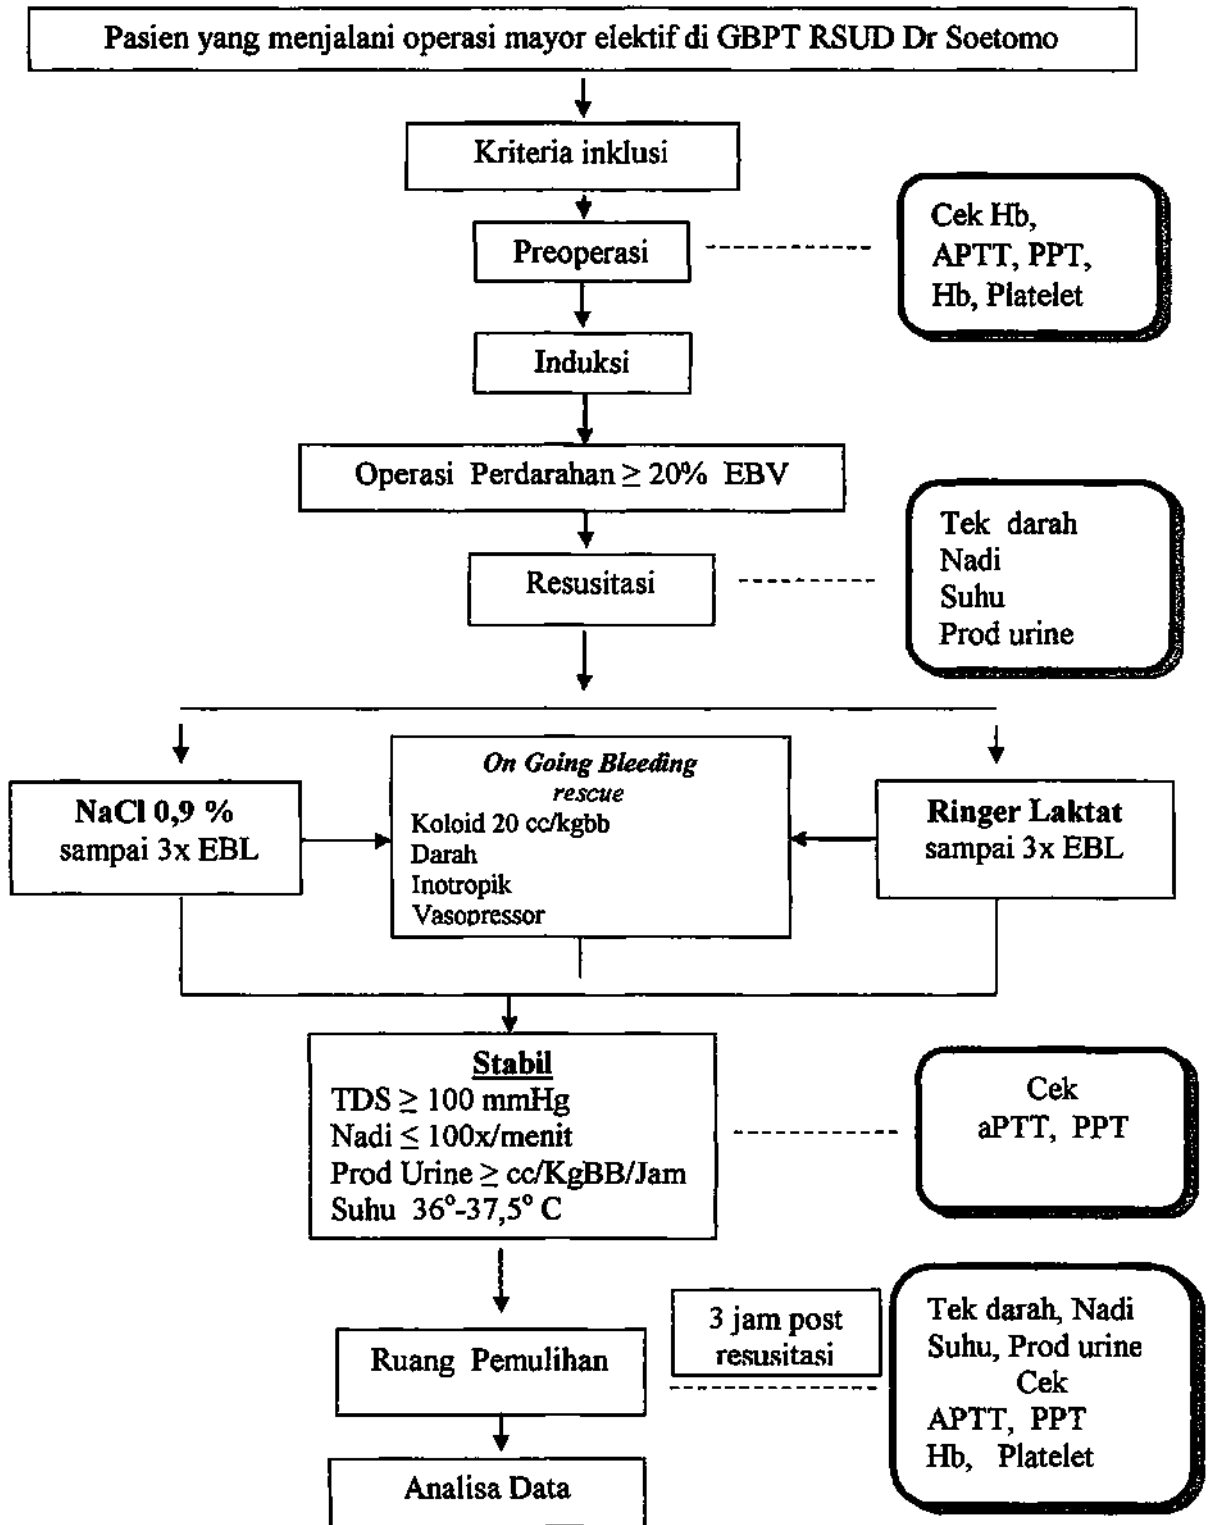 Pasien yang menjalani operasi mayor elektif di GBPT RSUD Dr Soetomo
Kriteria inklusi
Preoperasi
Cek Hb,
APTT, PPT,
Hb, Platelet
Induksi
Operasi Perdarahan ≥ 20% EBV
Resusitasi
Tek darah
Nadi
Suhu
Prod urine
NaCl 0,9 %
sampai 3x EBL
On Going Bleeding
rescue
Koloid 20 cc/kgbb
Darah
Inotropik
Vasopressor
Ringer Laktat
sampai 3x EBL
Stabil
TDS ≥ 100 mmHg
Nadi ≤ 100x/menit
Prod Urine ≥ cc/KgBB/Jam
Suhu 36°-37,5° C
Cek
aPTT, PPT
Ruang Pemulihan
3 jam post
resusitasi
Tek darah, Nadi
Suhu, Prod urine
Cek
APTT, PPT
Hb, Platelet
Analisa Data